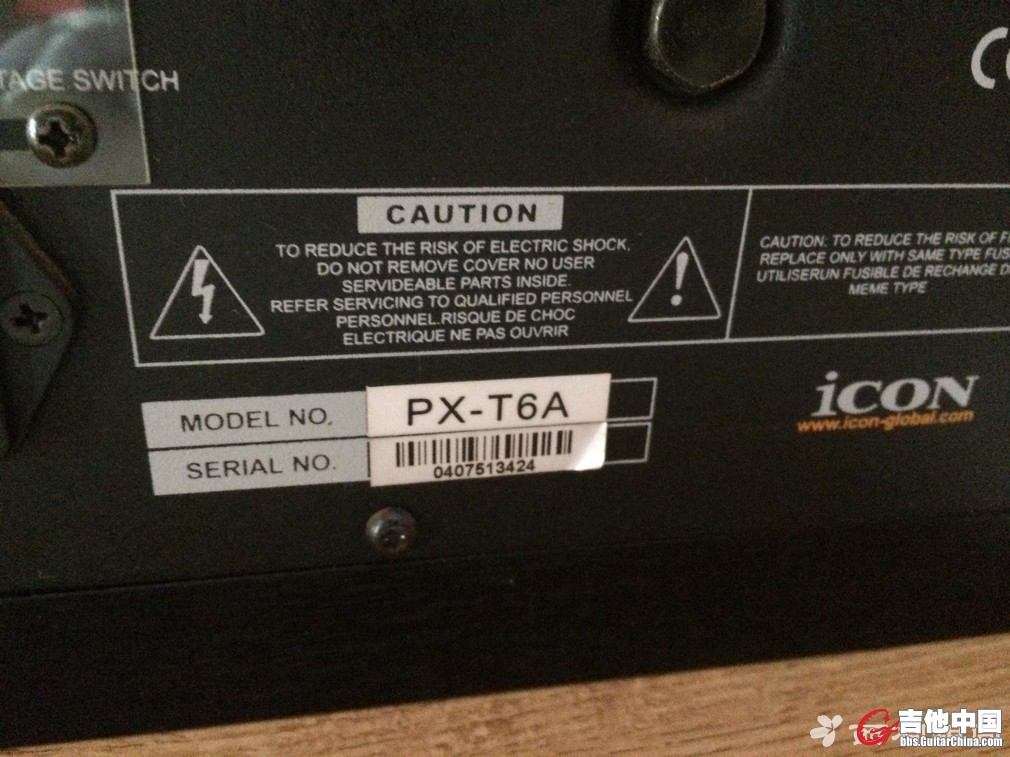 TAGE SWITCH
CAUTION
TO REDUCE THE RISK OF ELECTRIC SHOCK,
DO NOT REMOVE COVER NO USER
SERVIDEABLE PARTS INSIDE.
REFER SERVICING TO QUALIFIED PERSONNEL
PERSONNEL.RISQUE DE CHOC
ELECTRIQUE NE PAS OUVRIR
CAUTION: TO REDUCE THE RISK OF FI
REPLACE ONLY WITH SAME TYPE FUS
UTILISERUN FUSIBLE DE RECHANGE D
MEME TYPE
MODEL NO. PX-T6A
SERIAL NO. 0407513424
iCON
www.icon-global.com
吉他中国
bbs.GuitarChina.com